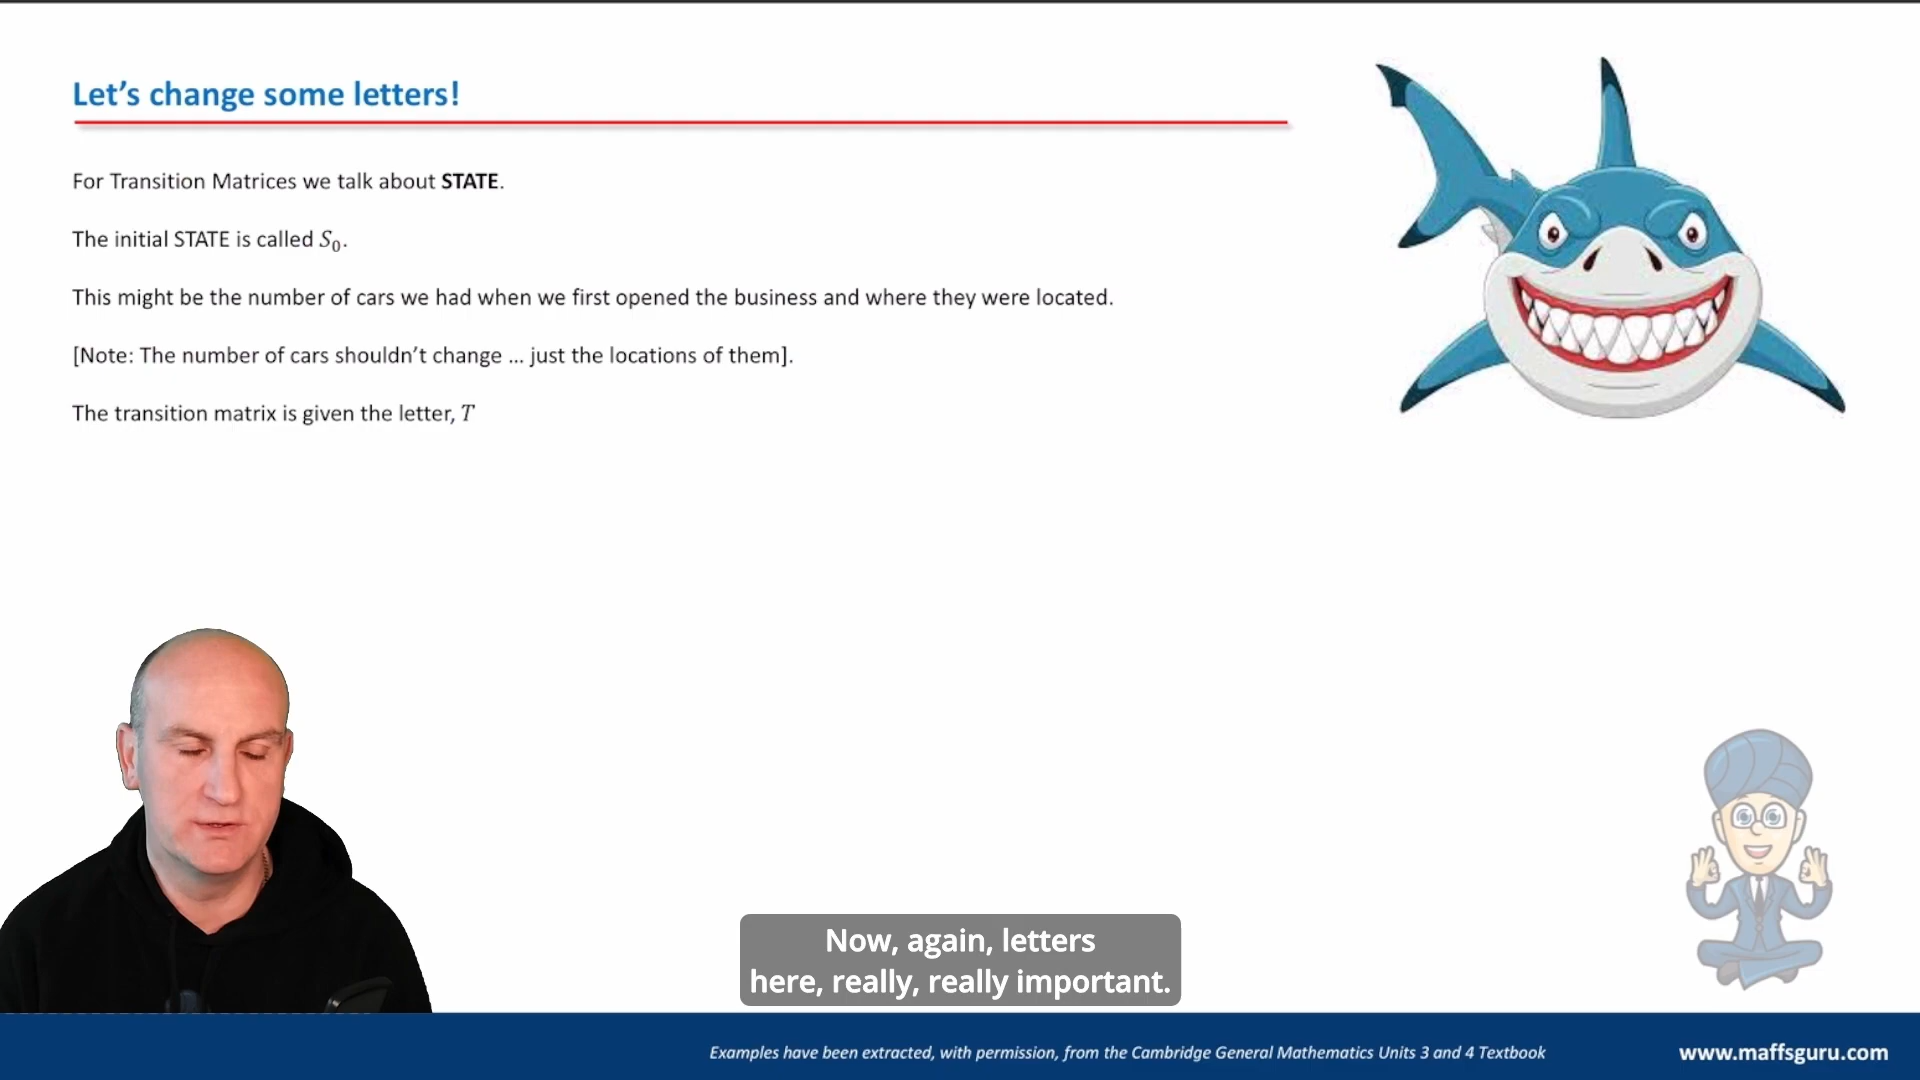 Let’s change some letters!
For Transition Matrices we talk about STATE.
The initial STATE is called S₀.
This might be the number of cars we had when we first opened the business and where they were located.
[Note: The number of cars shouldn’t change … just the locations of them].
The transition matrix is given the letter, T
Now, again, letters
here, really, really important.
Examples have been extracted, with permission, from the Cambridge General Mathematics Units 3 and 4 Textbook
www.maffsguru.com